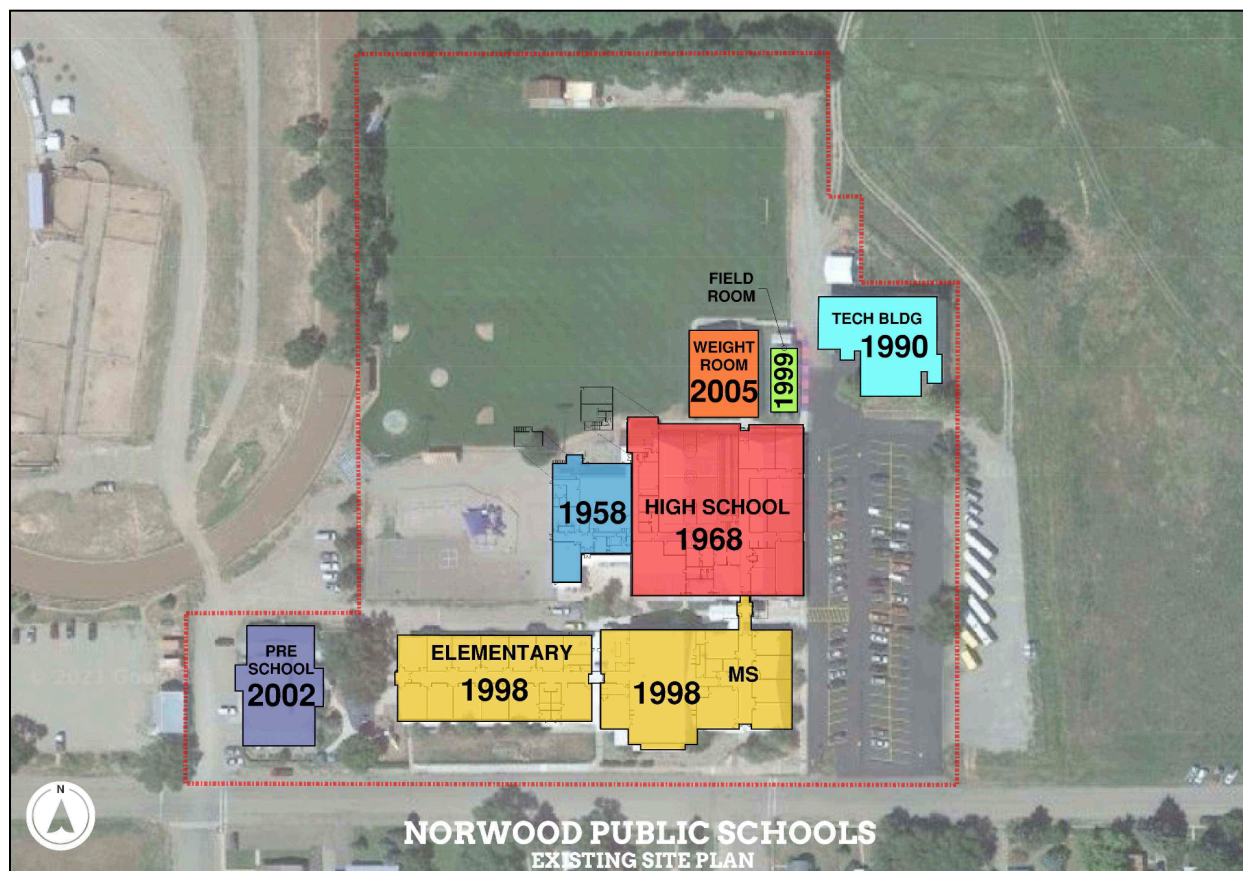 FIELD
ROOM
TECH BLDG
1990
WEIGHT
ROOM
2005
1999
1958
HIGH SCHOOL
1968
PRE
SCHOOL
2002
ELEMENTARY
1998
1998
MS
N
NORWOOD PUBLIC SCHOOLS
EXISTING SITE PLAN